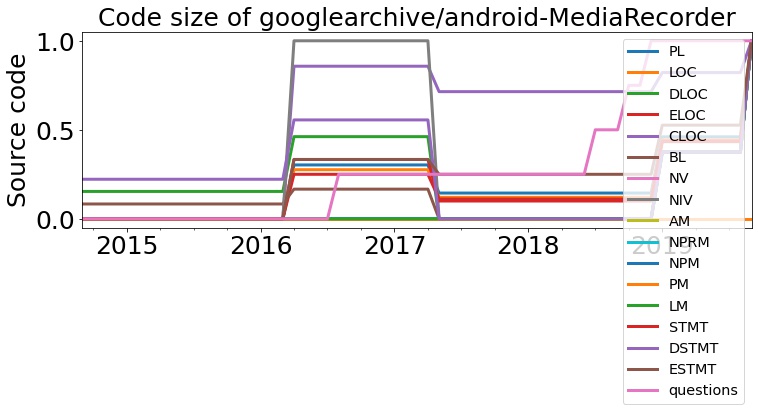 Code size of googlearchive/android-MediaRecorder
Source code
1.0
0.5
0.0
2015
2016
2017
2018
2019
PL
LOC
DLOC
ELOC
CLOC
BL
NV
NIV
AM
NPRM
NPM
PM
LM
STMT
DSTMT
ESTMT
questions